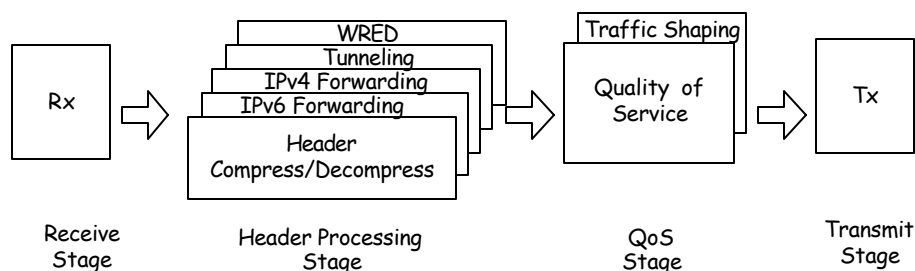 WRED
Tunneling
IPv4 Forwarding
IPv6 Forwarding
Header
Compress/Decompress
Rx
Traffic Shaping
Quality of
Service
Tx
Receive
Stage
Header Processing
Stage
QoS
Stage
Transmit
Stage